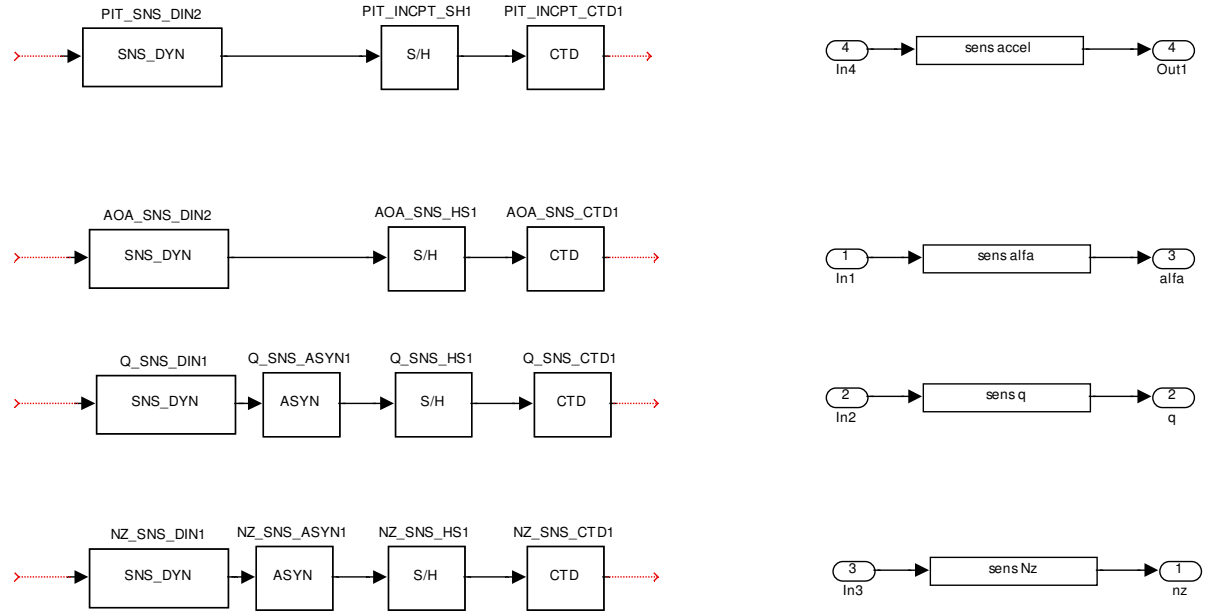 PIT_SNS_DIN2
PIT_INCPT_SH1
PIT_INCPT_CTD1
SNS_DYN
S/H
CTD
4
In4
sens accel
4
Out1
AOA_SNS_DIN2
AOA_SNS_HS1
AOA_SNS_CTD1
SNS_DYN
S/H
CTD
1
In1
sens alfa
3
alfa
Q_SNS_DIN1
Q_SNS_ASYN1
Q_SNS_HS1
Q_SNS_CTD1
SNS_DYN
ASYN
S/H
CTD
2
In2
sens q
2
q
NZ_SNS_DIN1
NZ_SNS_ASYN1
NZ_SNS_HS1
NZ_SNS_CTD1
SNS_DYN
ASYN
S/H
CTD
3
In3
sens Nz
1
nz